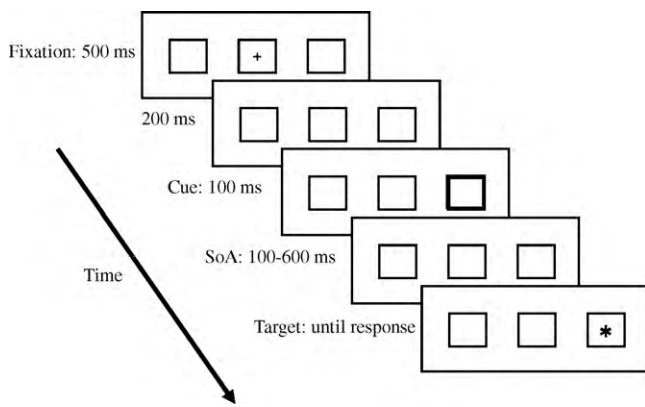 Fixation: 500 ms
+
200 ms
Cue: 100 ms
SoA: 100-600 ms
Time
Target: until response
*